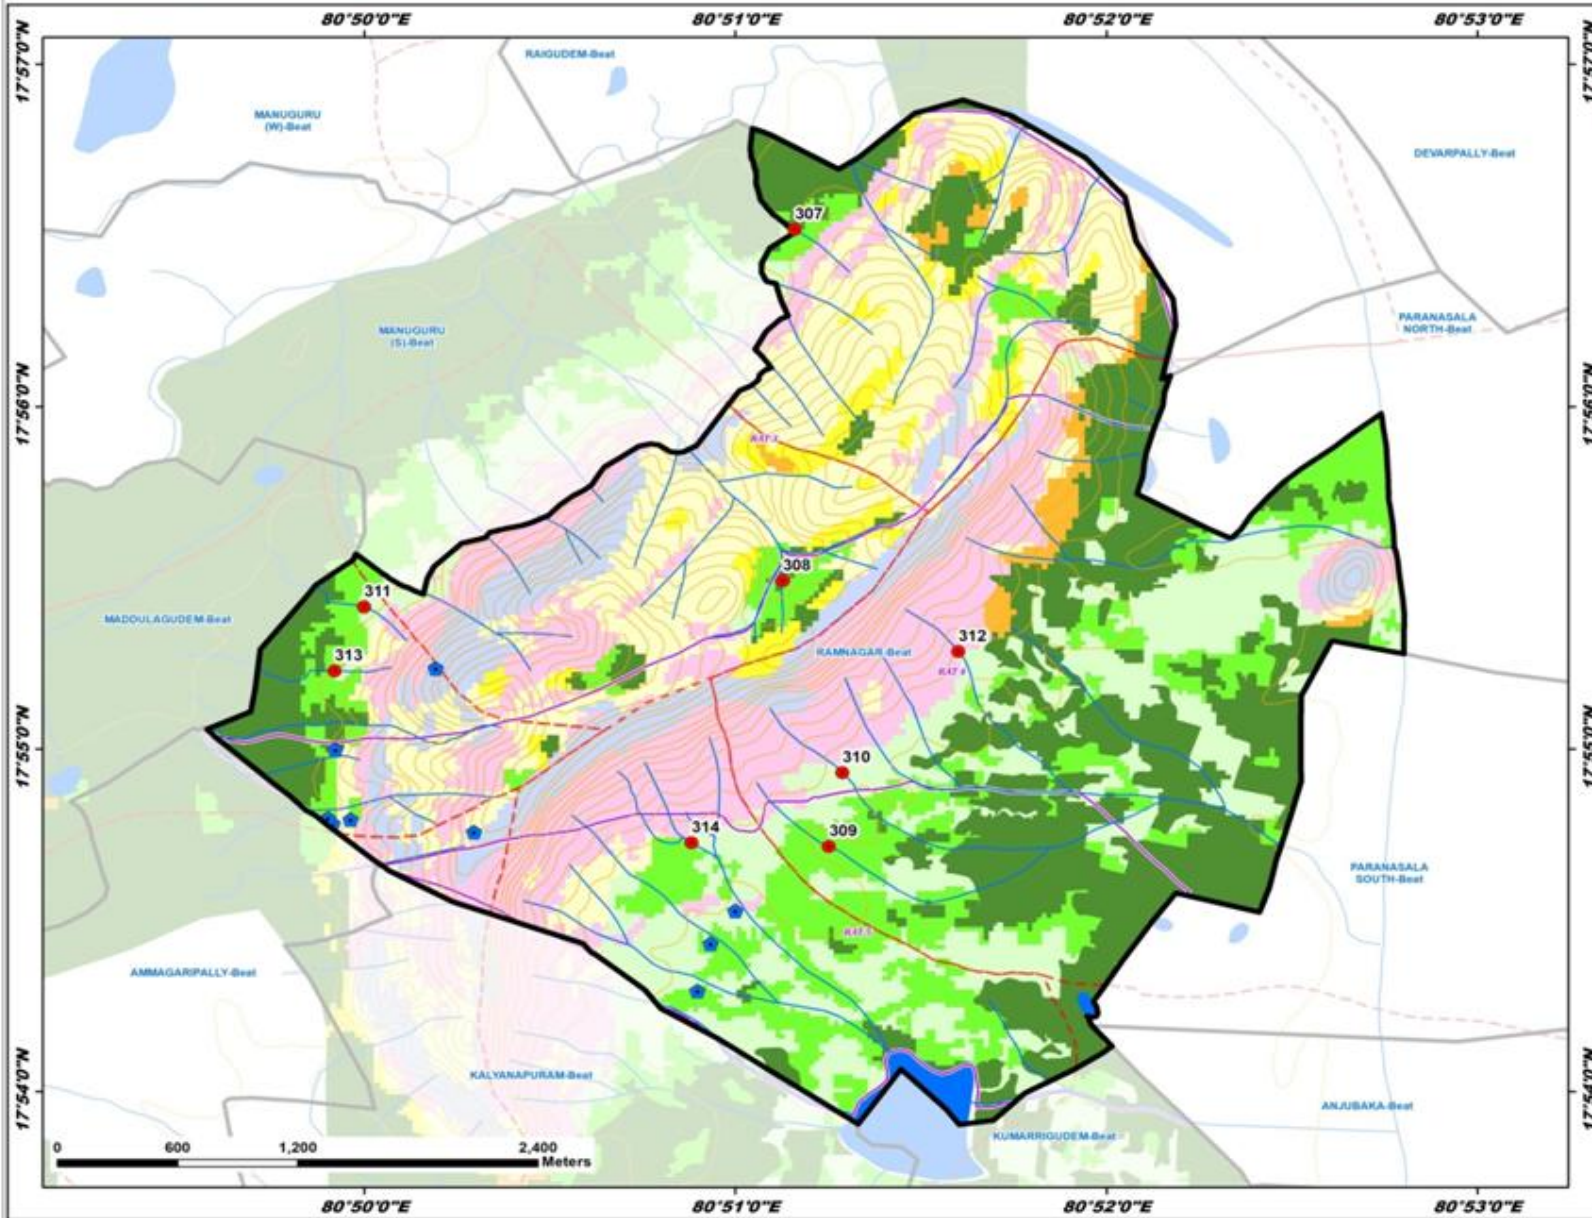 80°50'0"E
80°51'0"E
80°52'0"E
80°53'0"E
17°57'0"N
17°57'0"N
RAIGUDEM-Beat
MANUGURU
(W)-Beat
DEVARPALLY-Beat
307
PARANASALA
NORTH-Beat
MANUGURU
(S)-Beat
17°56'0"N
17°56'0"N
308
311
MADDULAGUDEM-Beat
312
RAMNAGAR-Beat
313
17°55'0"N
17°55'0"N
310
314
309
PARANASALA
SOUTH-Beat
AMMAGARIPALLY-Beat
KALYANAPURAM-Beat
17°54'0"N
17°54'0"N
ANJUBAKA-Beat
KUMARRIGUDEM-Beat
0
600
1,200
2,400
Meters
80°50'0"E
80°51'0"E
80°52'0"E
80°53'0"E